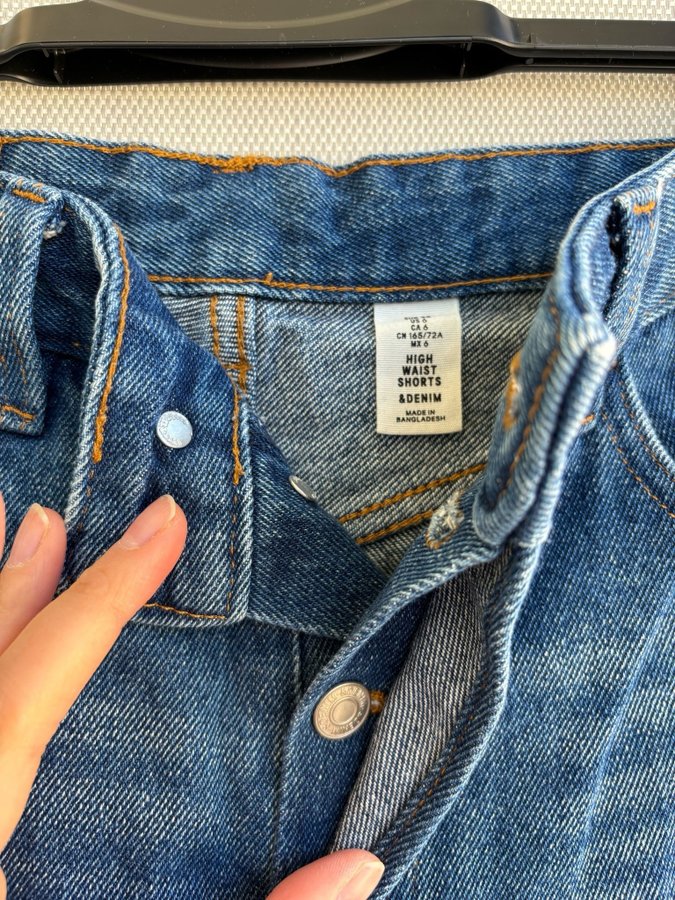 US 6
CA 6
CN 165/72A
MX 6
HIGH
WAIST
SHORTS
&DENIM
MADE IN
BANGLADESH